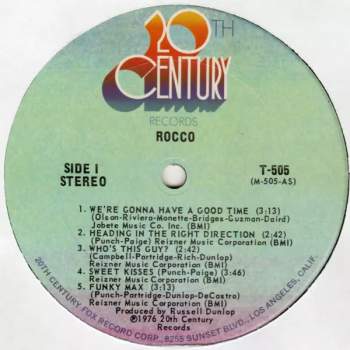 20TH
CENTURY
RECORDS
ROCCO
SIDE 1
STEREO
T-505
(M-505-AS)
1. WE'RE GONNA HAVE A GOOD TIME (3:13)
(Olson-Riviero-Monette-Bridges-Guzman-Baird)
Jobete Music Co. Inc. (BMI)
2. HEADING IN THE RIGHT DIRECTION (2:42)
(Punch-Paige) Reizner Music Corporation (BMI)
3. WHO'S THIS GUY? (2:42)
(Campbell-Partridge-Rich-Dunlop)
Reizner Music Corporation (BMI)
4. SWEET KISSES (Punch-Paige) (3:46)
Reizner Music Corporation (BMI)
5. FUNKY MAX (3:13)
(Punch-Partridge-Dunlop-DeCastro)
Reizner Music Corporation (BMI)
Produced by Russell Dunlop
©1976 20th Century
Records
20TH CENTURY FOX RECORD CORP., 8255 SUNSET BLVD., LOS ANGELES, CALIF.